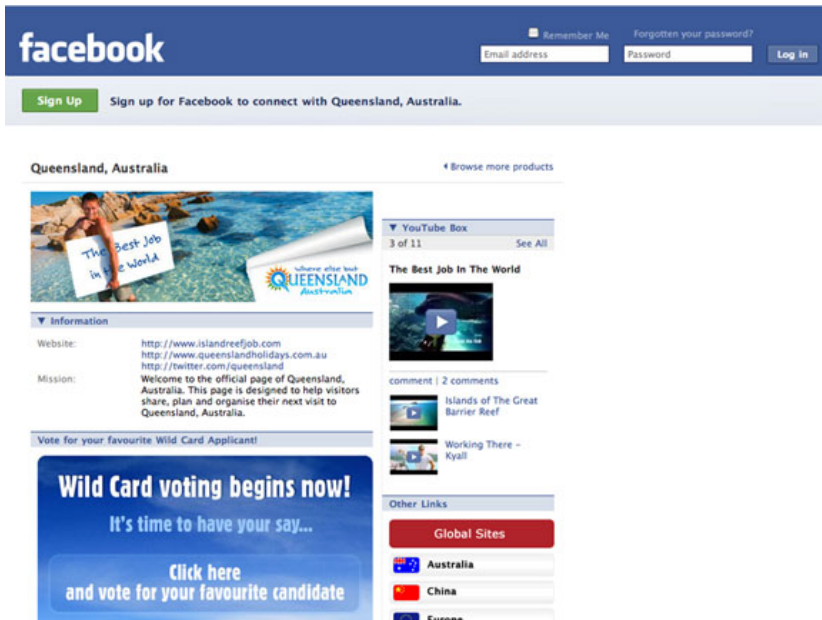 facebook
Remember Me
Forgotten your password?
Email address
Password
Log in
Sign Up
Sign up for Facebook to connect with Queensland, Australia.
Queensland, Australia
Browse more products
The Best Job
in the World
where else but
QUEENSLAND
Australia
Information
Website:
http://www.islandreefjob.com
http://www.queenslandholidays.com.au
http://twitter.com/queensland
Mission:
Welcome to the official page of Queensland,
Australia. This page is designed to help visitors
share, plan and organise their next visit to
Queensland, Australia.
Vote for your favourite Wild Card Applicant!
Wild Card voting begins now!
It's time to have your say...
Click here
and vote for your favourite candidate
YouTube Box
3 of 11
See All
The Best Job In The World
comment | 2 comments
Islands of The Great
Barrier Reef
Working There –
Kyall
Other Links
Global Sites
Australia
China
Europe